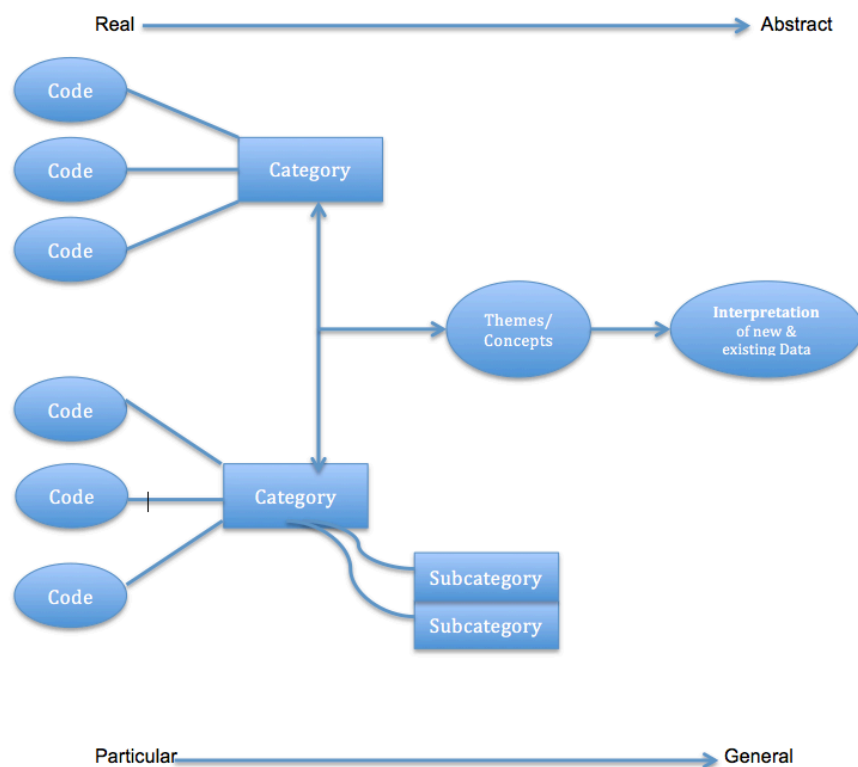 Real
Abstract
Code
Code
Category
Code
Themes/
Concepts
Interpretation
of new &
existing Data
Code
Code
Category
Code
Subcategory
Subcategory
Particular
General